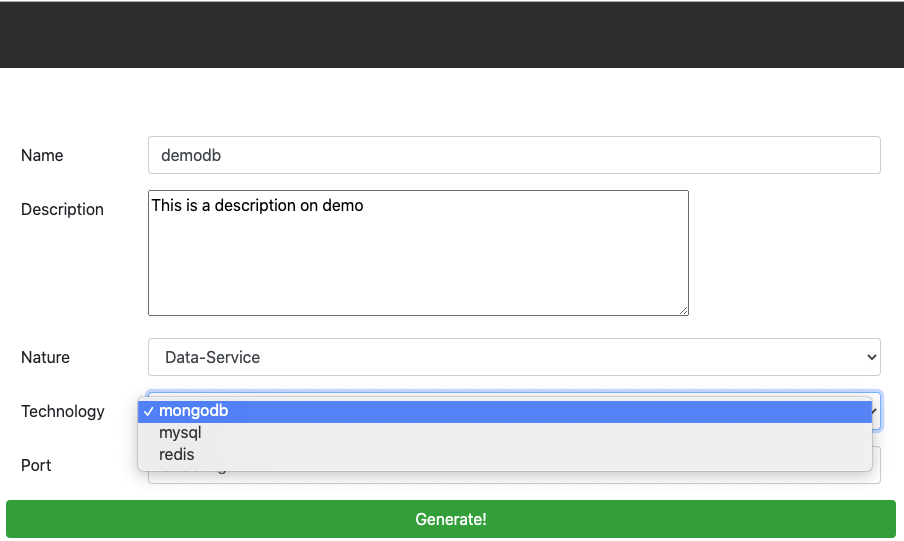 Name
demodb
Description
This is a description on demo
Nature
Data-Service
Technology
✓ mongodb
mysql
redis
Port
Generate!